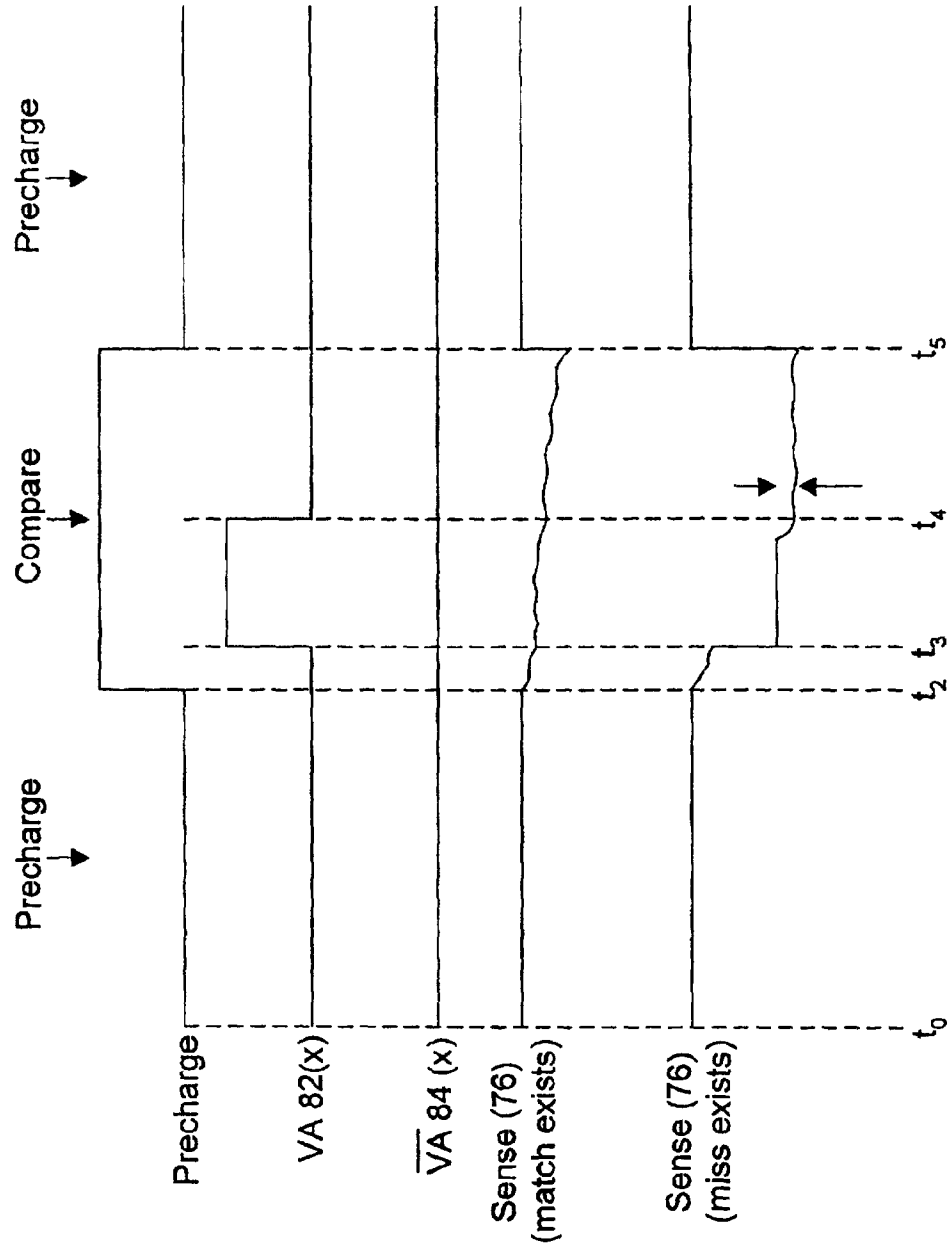 Precharge
Compare
Precharge
Precharge
VA 82(x)
V̅A̅ 84 (x)
Sense (76)
(match exists)
Sense (76)
(miss exists)
t₀
t₂
t₃
t₄
t₅